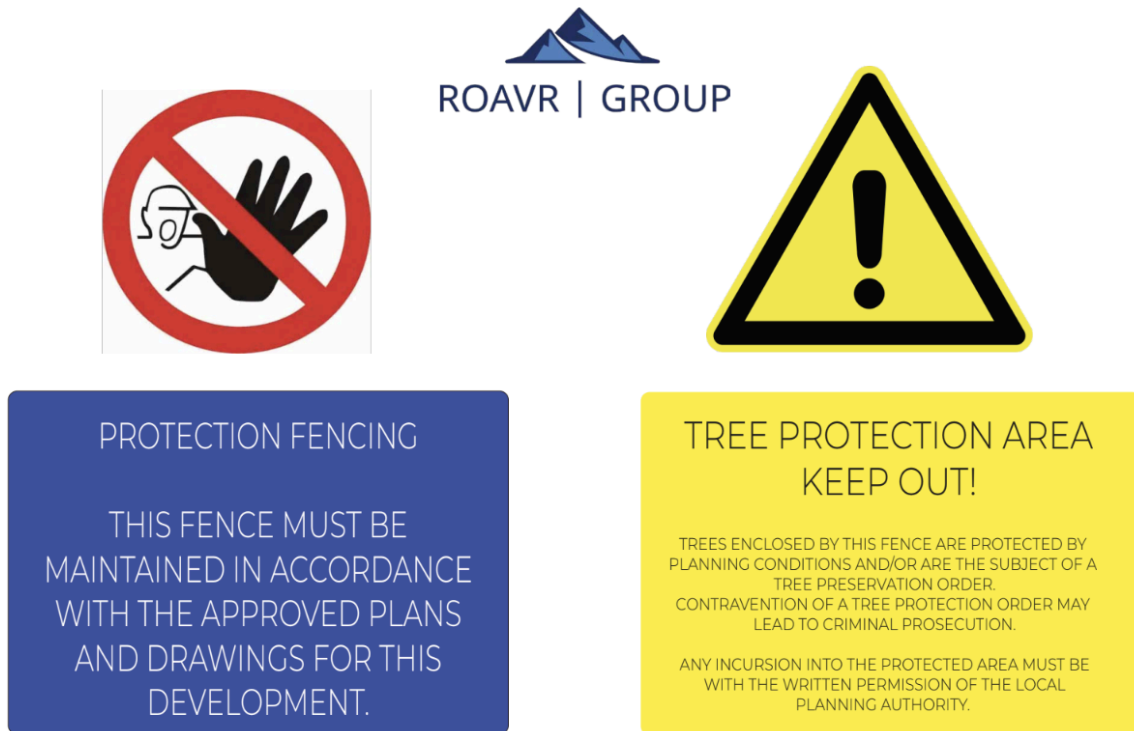 ROAVR | GROUP
PROTECTION FENCING
THIS FENCE MUST BE
MAINTAINED IN ACCORDANCE
WITH THE APPROVED PLANS
AND DRAWINGS FOR THIS
DEVELOPMENT.
TREE PROTECTION AREA
KEEP OUT!
TREES ENCLOSED BY THIS FENCE ARE PROTECTED BY
PLANNING CONDITIONS AND/OR ARE THE SUBJECT OF A
TREE PRESERVATION ORDER.
CONTRAVENTION OF A TREE PROTECTION ORDER MAY
LEAD TO CRIMINAL PROSECUTION.
ANY INCURSION INTO THE PROTECTED AREA MUST BE
WITH THE WRITTEN PERMISSION OF THE LOCAL
PLANNING AUTHORITY.